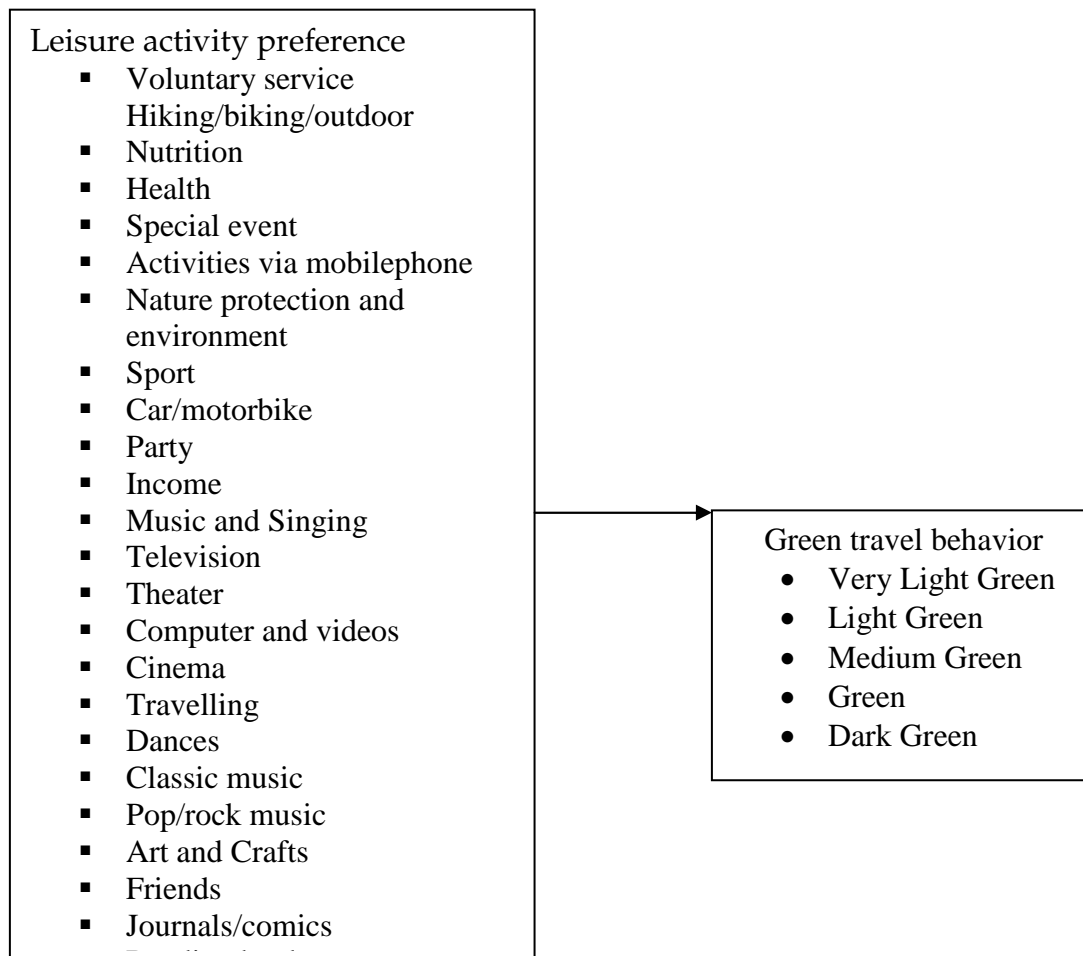 Leisure activity preference
▪ Voluntary service
Hiking/biking/outdoor
▪ Nutrition
▪ Health
▪ Special event
▪ Activities via mobilephone
▪ Nature protection and
environment
▪ Sport
▪ Car/motorbike
▪ Party
▪ Income
▪ Music and Singing
▪ Television
▪ Theater
▪ Computer and videos
▪ Cinema
▪ Travelling
▪ Dances
▪ Classic music
▪ Pop/rock music
▪ Art and Crafts
▪ Friends
▪ Journals/comics
Green travel behavior
• Very Light Green
• Light Green
• Medium Green
• Green
• Dark Green